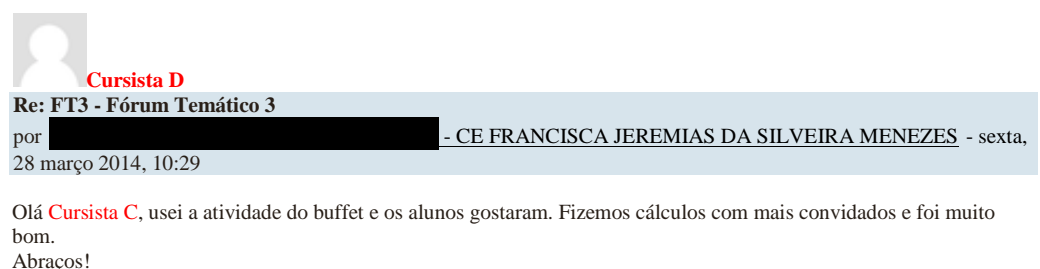 Cursista D
Re: FT3 - Fórum Temático 3
por - CE FRANCISCA JEREMIAS DA SILVEIRA MENEZES - sexta,
28 março 2014, 10:29
Olá Cursista C, usei a atividade do buffet e os alunos gostaram. Fizemos cálculos com mais convidados e foi muito
bom.
Abraços!